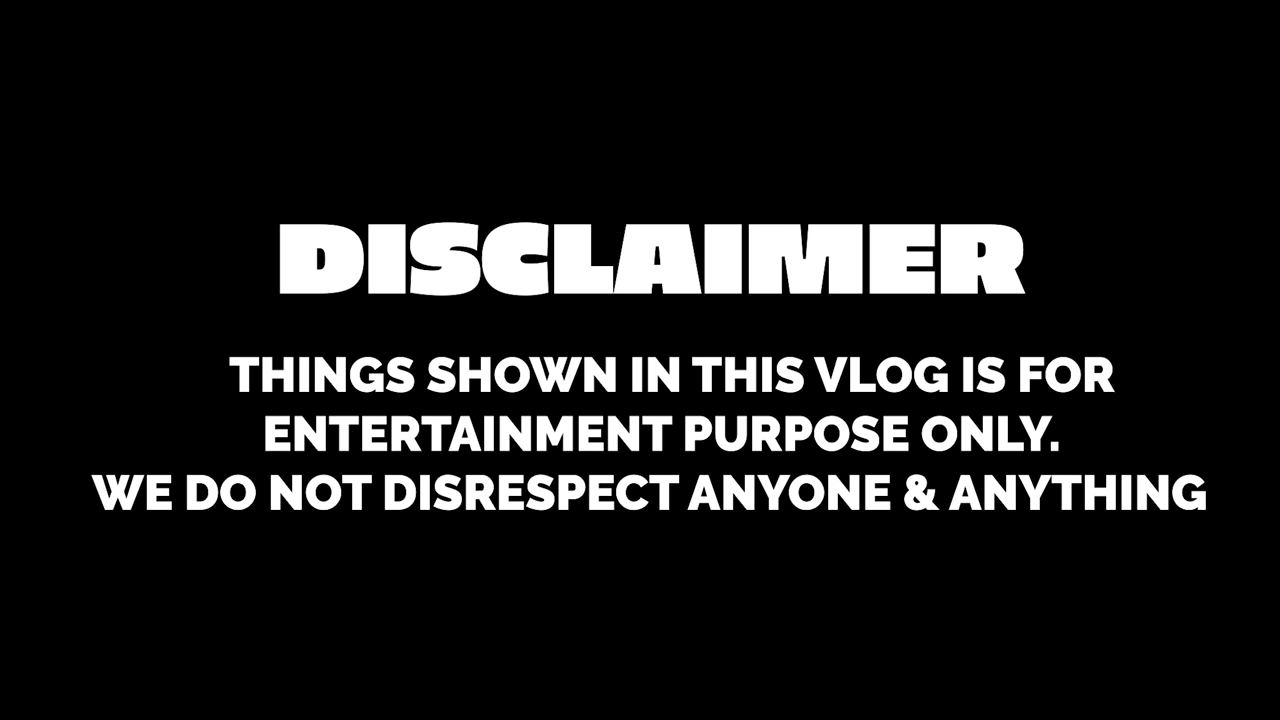 DISCLAIMER
THINGS SHOWN IN THIS VLOG IS FOR
ENTERTAINMENT PURPOSE ONLY.
WE DO NOT DISRESPECT ANYONE & ANYTHING